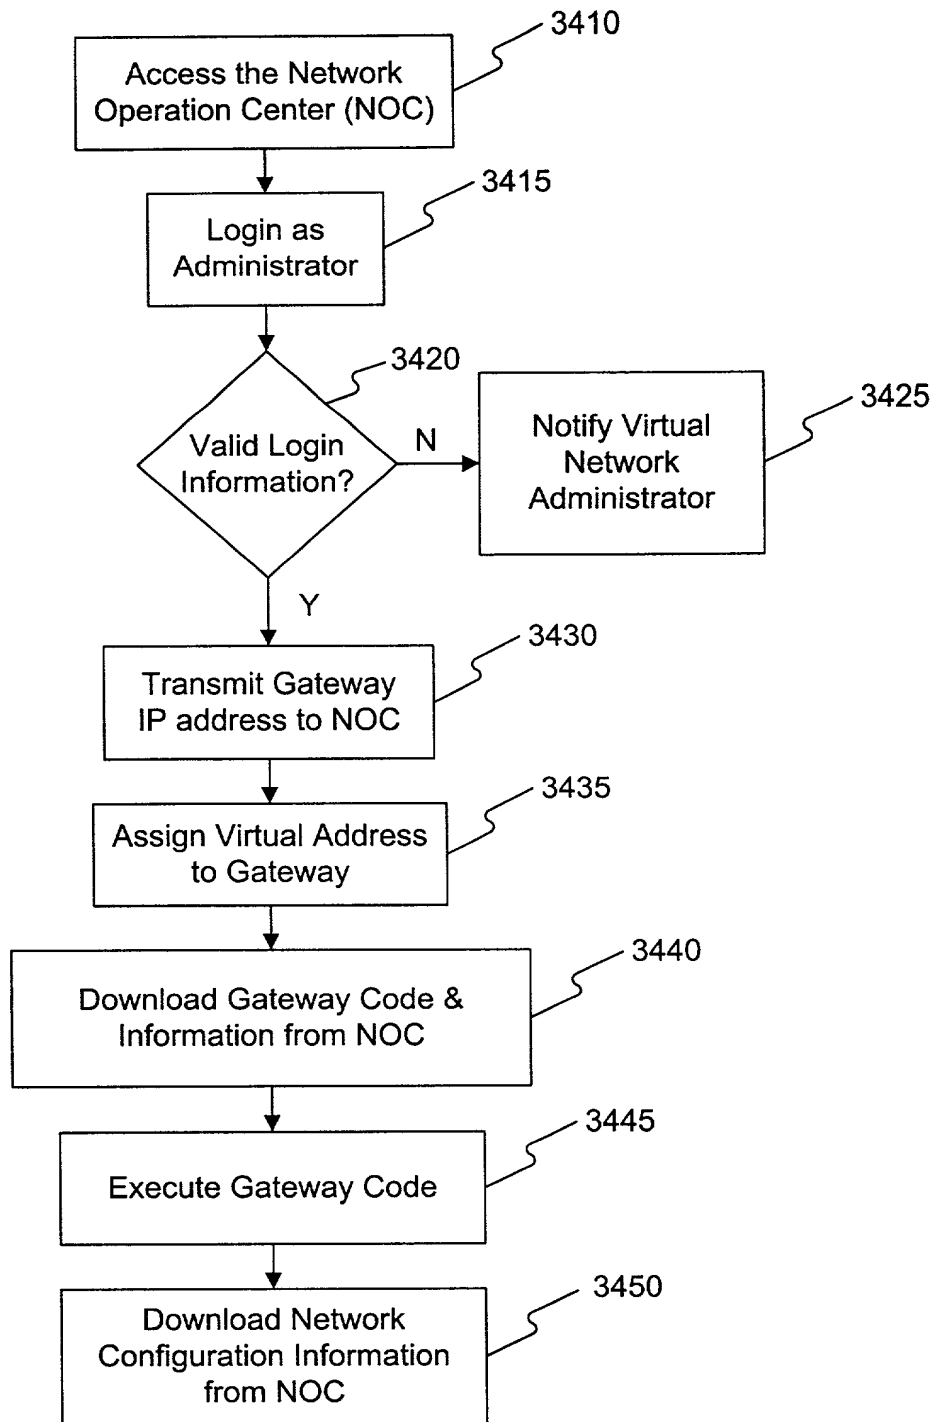 3410
Access the Network
Operation Center (NOC)
3415
Login as
Administrator
3420
Valid Login
Information?
N
3425
Notify Virtual
Network
Administrator
Y
3430
Transmit Gateway
IP address to NOC
3435
Assign Virtual Address
to Gateway
3440
Download Gateway Code &
Information from NOC
3445
Execute Gateway Code
3450
Download Network
Configuration Information
from NOC